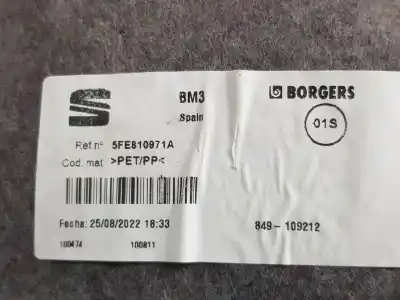 BM3
BORGERS
Spain
01S
Ref.nº 5FE810971A
Cod. mat >PET/PP<
Fecha: 25/08/2022 18:33
849-109212
100474 100811